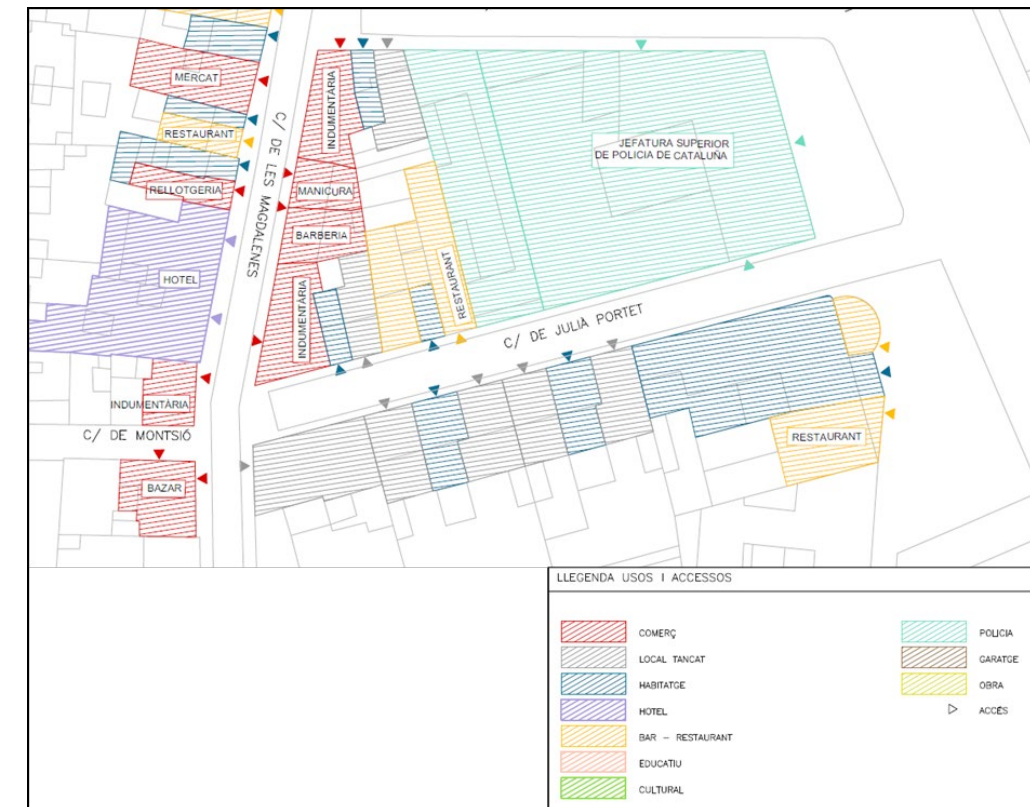 MERCAT
RESTAURANT
RELLOTGERIA
HOTEL
INDUMENTÀRIA
C/ DE MONTSIÓ
BAZAR
C/ DE LES MAGDALENES
INDUMENTÀRIA
MANICURA
BARBERIA
INDUMENTÀRIA
RESTAURANT
JEFATURA SUPERIOR
DE POLICIA DE CATALUÑA
C/ DE JULIÀ PORTET
RESTAURANT
LLEGENDA USOS I ACCESSOS
COMERÇ
LOCAL TANCAT
HABITATGE
HOTEL
BAR – RESTAURANT
EDUCATIU
CULTURAL
POLICIA
GARATGE
OBRA
ACCÉS